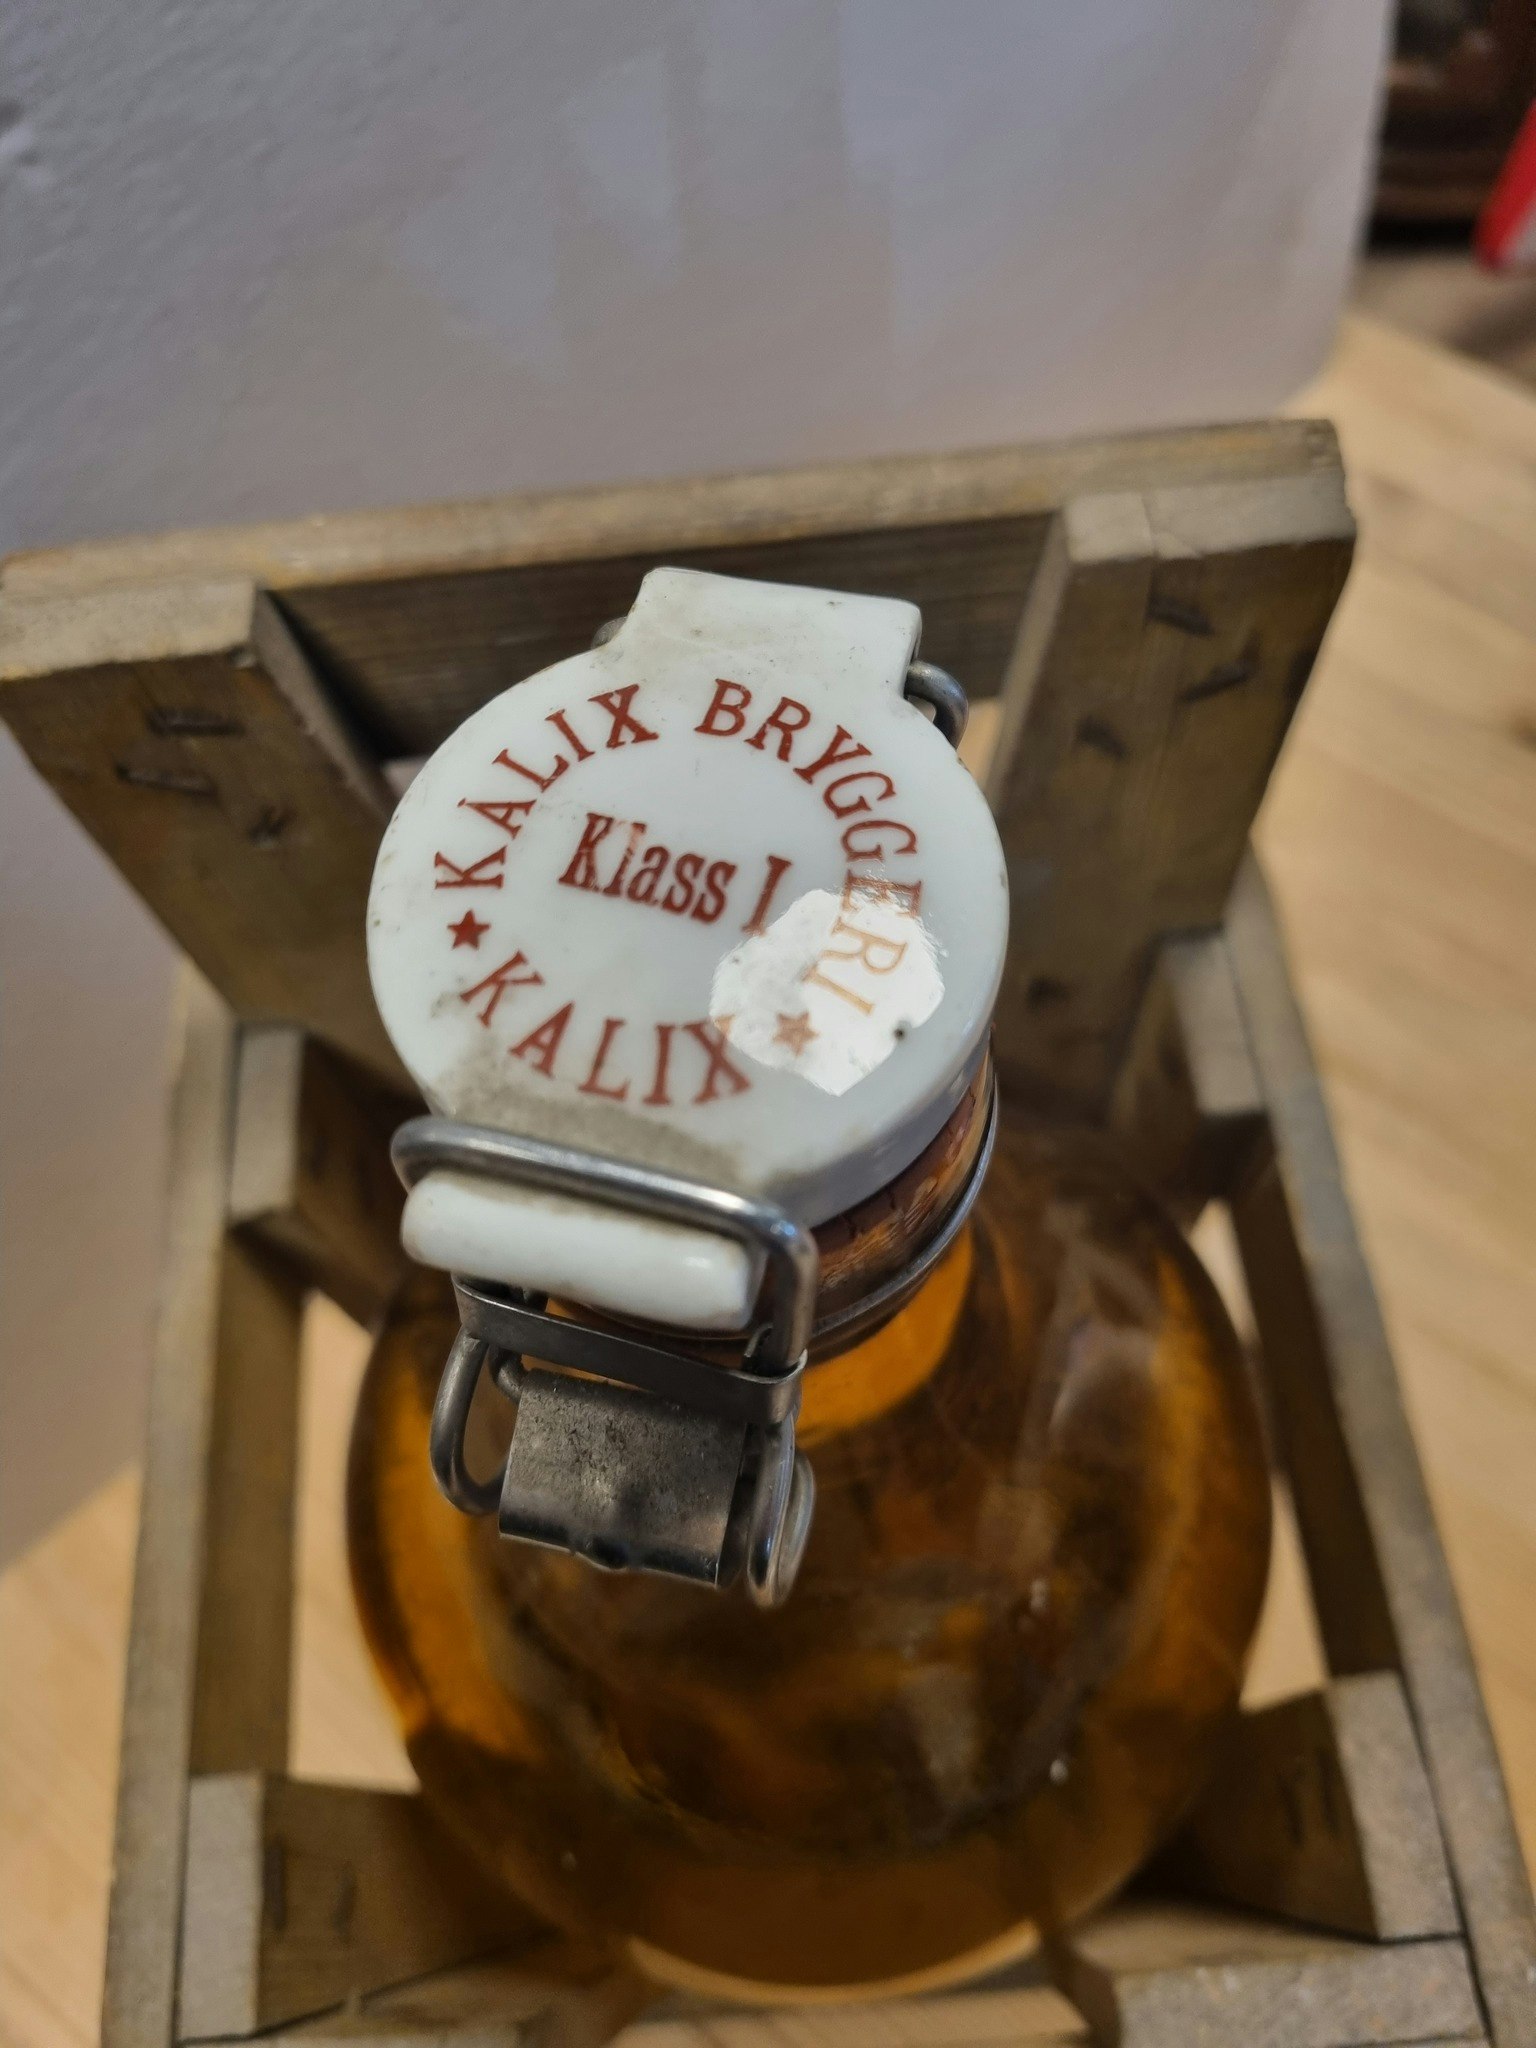 KALIX BRYGGERI
Klass I
★ KALIX ★